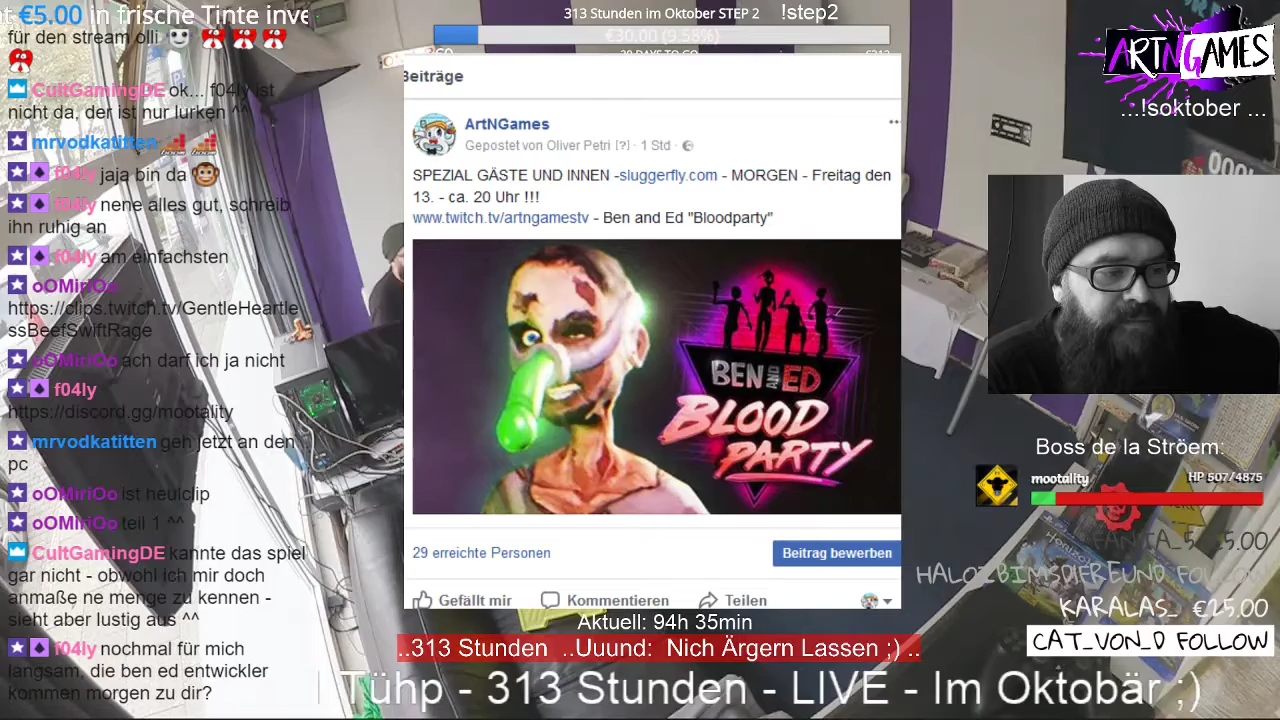 €5.00 in frische Tinte inve
für den stream olli
CultGamingDE ok... f04ly ist
nicht da, der ist nur lurken ^^
mrvodkatitten
f04ly jaja bin da
f04ly nene alles gut, schreib
ihn ruhig an
f04ly am einfachsten
oOMiriOo
https://clips.twitch.tv/GentleHeartle
ssBeefSwiftRage
oOMiriOo ach darf ich ja nicht
f04ly
https://discord.gg/mootality
mrvodkatitten geh jetzt an den
pc
oOMiriOo ist heulclip
oOMiriOo teil 1 ^^
CultGamingDE kannte das spiel
gar nicht - obwohl ich mir doch
anmaße ne menge zu kennen -
sieht aber lustig aus ^^
f04ly nochmal für mich
langsam, die ben ed entwickler
kommen morgen zu dir?
313 Stunden im Oktober STEP 2 !step2
€30.00 (9.58%)
Beiträge
ArtNGames
Gepostet von Oliver Petri [?] · 1 Std ·
SPEZIAL GÄSTE UND INNEN -sluggerfly.com - MORGEN - Freitag den
13. - ca. 20 Uhr !!!
www.twitch.tv/artngamestv - Ben and Ed "Bloodparty"
BEN AND ED
BLOOD
PARTY
29 erreichte Personen
Beitrag bewerben
Gefällt mir Kommentieren Teilen
Aktuell: 94h 35min
..313 Stunden ..Uuund: Nich Ärgern Lassen ;) ..
Tühp - 313 Stunden - LIVE - Im Oktobär ;)
ARTNGAMES
...!soktober ...
Boss de la Ströem:
mootality HP 507/4875
HALOIBIMSDIEFREUND FOLLOW
KARALAS_ €25.00
CAT_VON_D FOLLOW